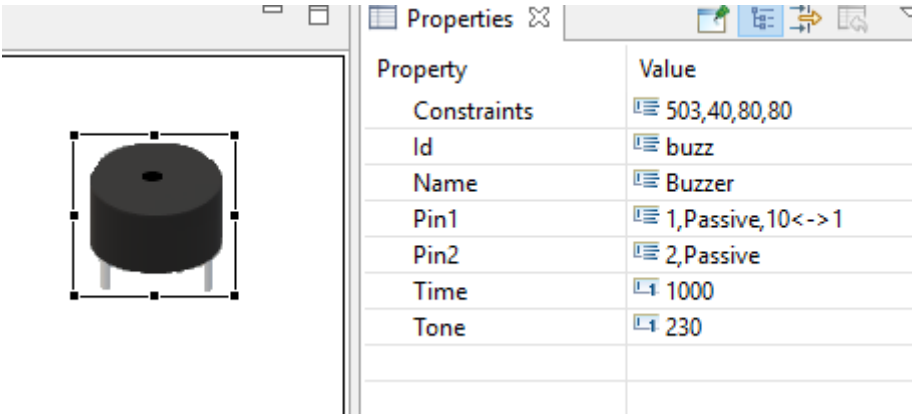 Properties
Property Value
Constraints 503,40,80,80
Id buzz
Name Buzzer
Pin1 1,Passive,10<->1
Pin2 2,Passive
Time 1000
Tone 230